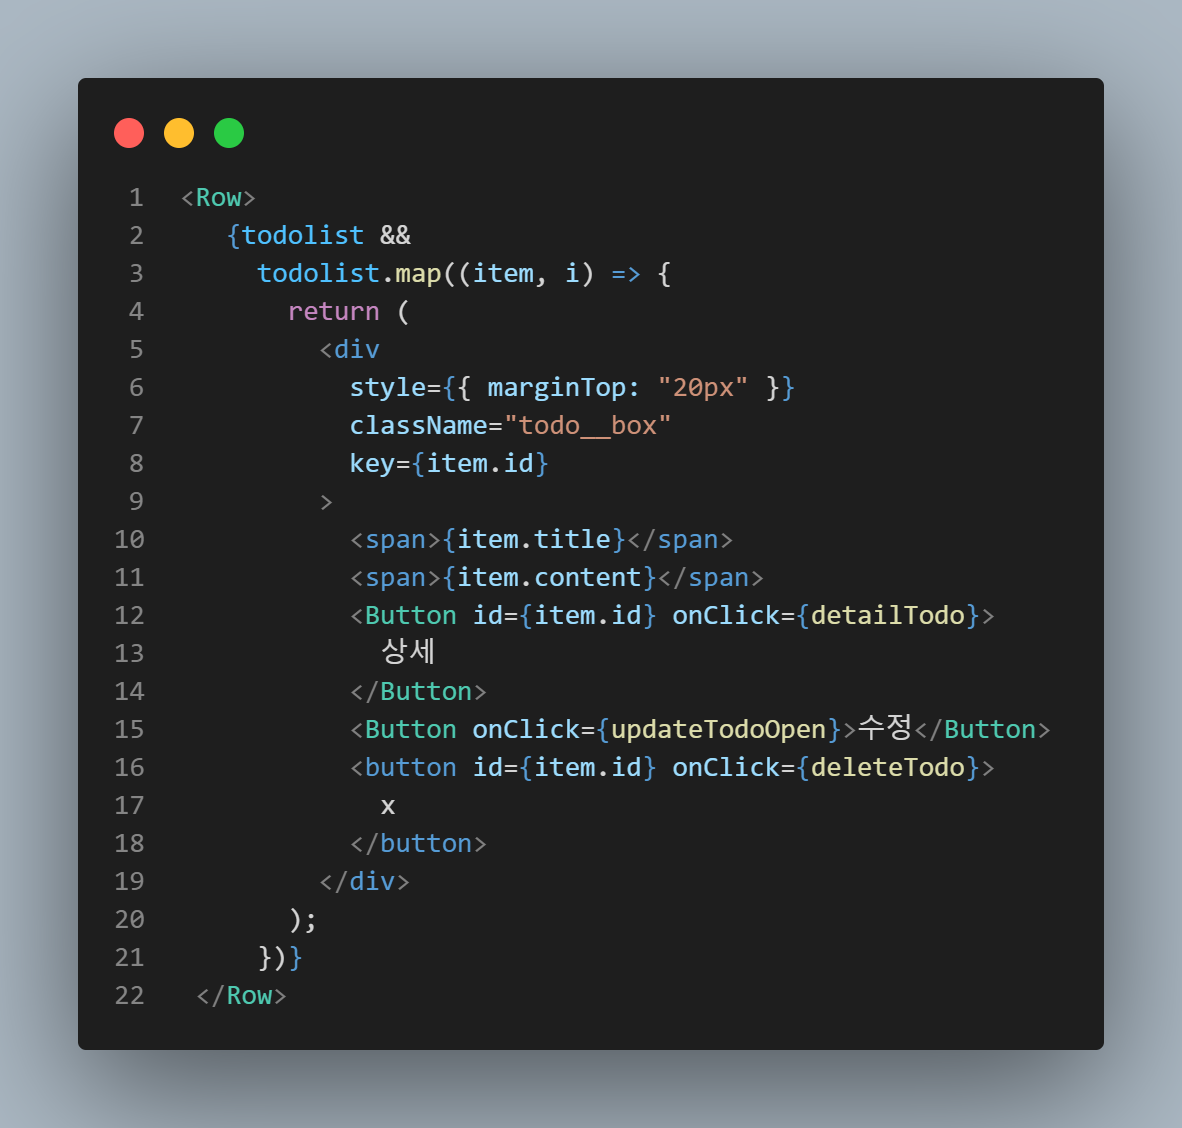 1 <Row>
2 {todolist &&
3 todolist.map((item, i) => {
4 return (
5 <div
6 style={{ marginTop: "20px" }}
7 className="todo__box"
8 key={item.id}
9 >
10 <span>{item.title}</span>
11 <span>{item.content}</span>
12 <Button id={item.id} onClick={detailTodo}>
13 상세
14 </Button>
15 <Button onClick={updateTodoOpen}>수정</Button>
16 <button id={item.id} onClick={deleteTodo}>
17 x
18 </button>
19 </div>
20 );
21 })}
22 </Row>